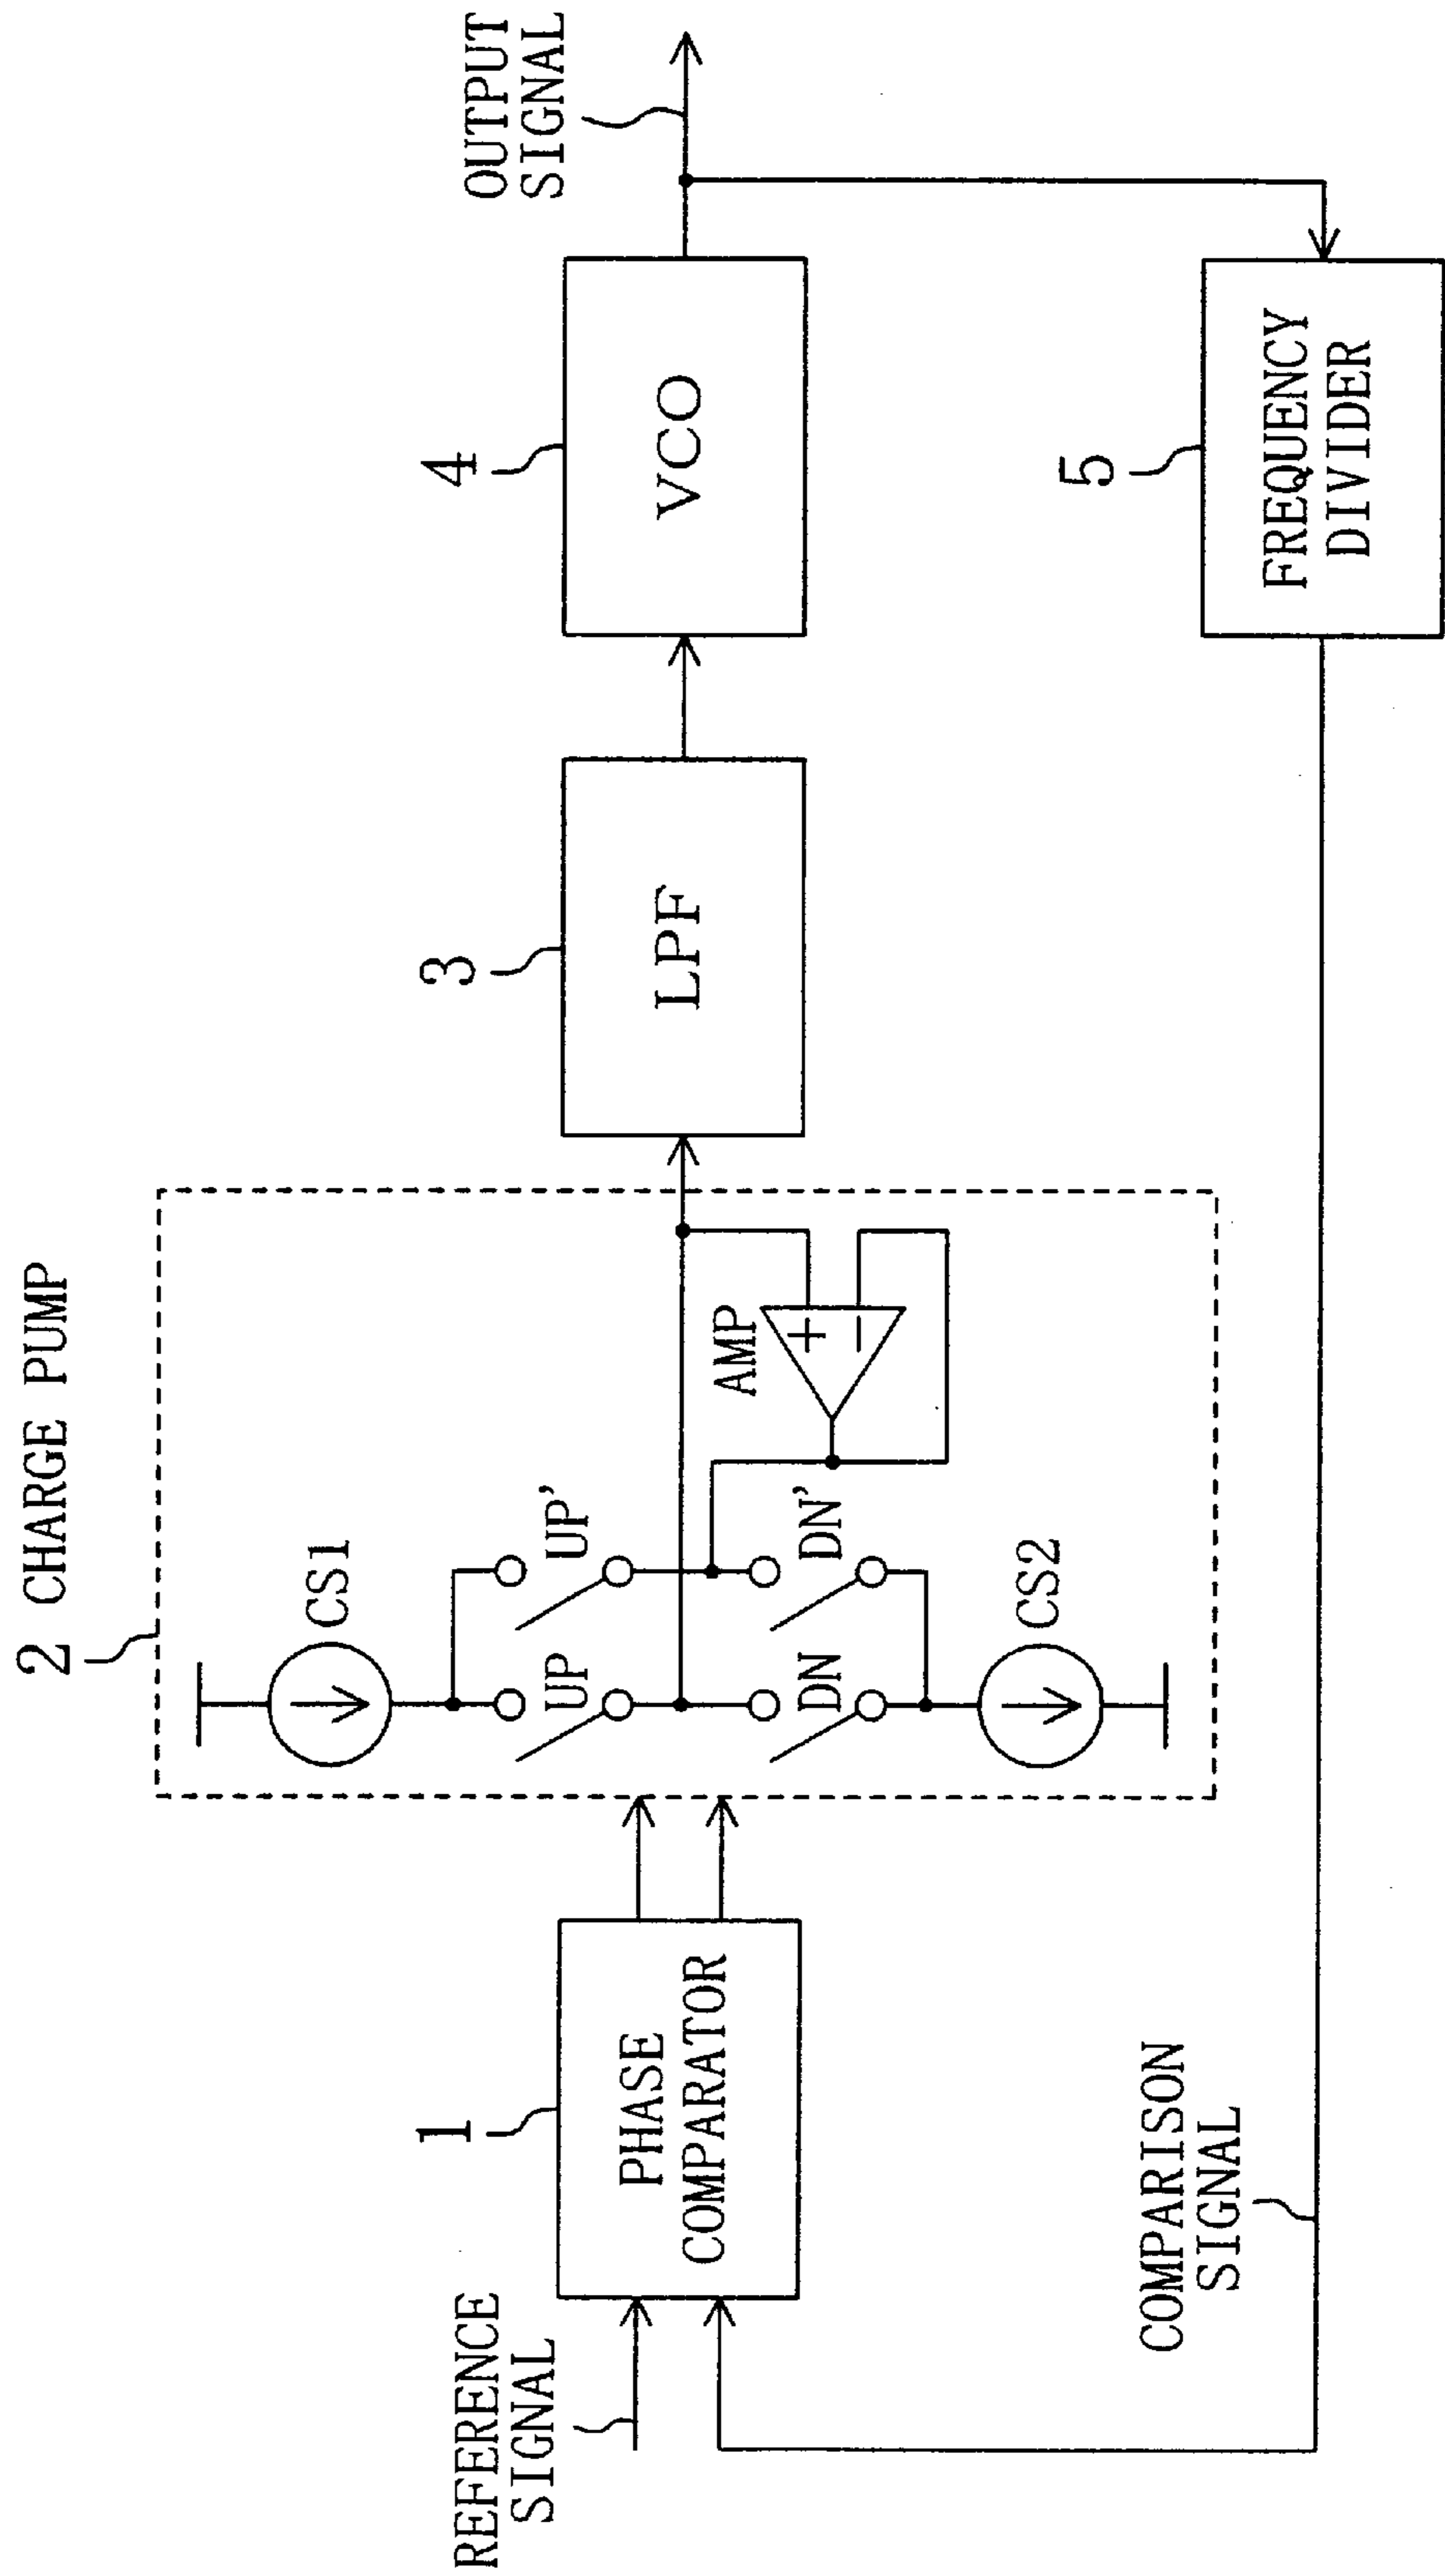 2 CHARGE PUMP
CS1
UP
UP'
DN
DN'
CS2
AMP
+
−
REFERENCE
SIGNAL
1
PHASE
COMPARATOR
3
LPF
4
VCO
OUTPUT
SIGNAL
5
FREQUENCY
DIVIDER
COMPARISON
SIGNAL